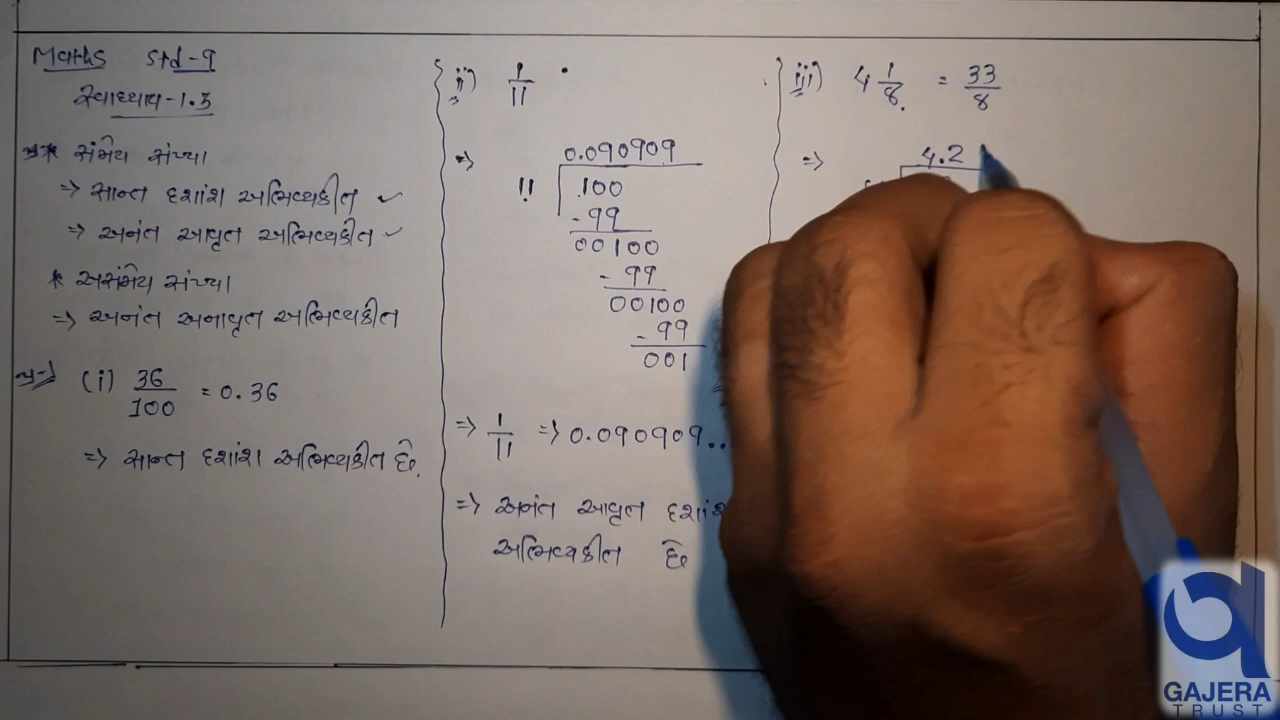 Maths Std-9
સ્વાધ્યાય-1.3
* સંમેય સંખ્યા
=> સાન્ત દશાંશ અભિવ્યકીત ✓
=> અનંત આવૃત અભિવ્યકીત ✓
* અસંમેય સંખ્યા
=> અનંત અનાવૃત અભિવ્યકીત
પ્ર-1 (i) 36/100 = 0.36
=> સાન્ત દશાંશ અભિવ્યકીત છે.
ii) 1/11
=> 0.090909
11 100
- 99
00100
- 99
00100
- 99
001
=> 1/11 => 0.090909..
=> અનંત આવૃત દશાંશ
અભિવ્યકીત છે
iii) 4 1/8 = 33/8
=> 4.2
GAJERA
TRUST